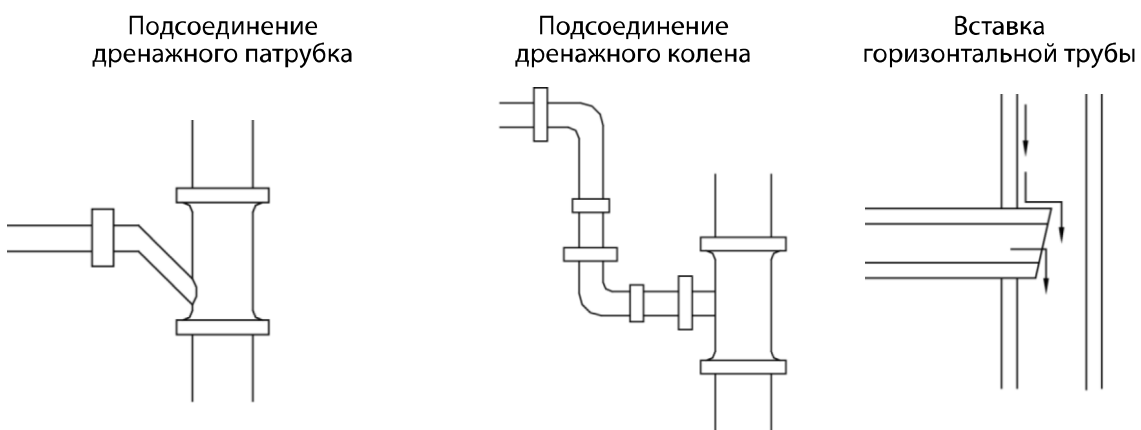 Подсоединение
дренажного патрубка
Подсоединение
дренажного колена
Вставка
горизонтальной трубы